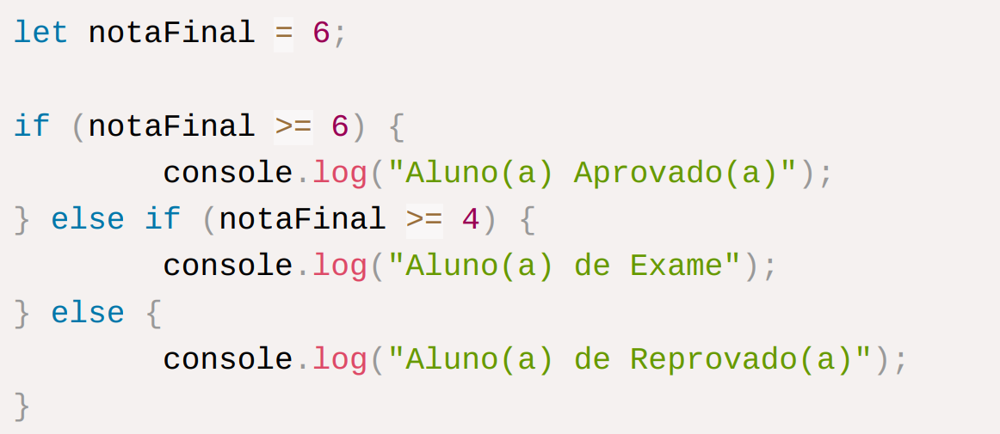 let notaFinal = 6;
if (notaFinal >= 6) {
console.log("Aluno(a) Aprovado(a)");
} else if (notaFinal >= 4) {
console.log("Aluno(a) de Exame");
} else {
console.log("Aluno(a) de Reprovado(a)");
}